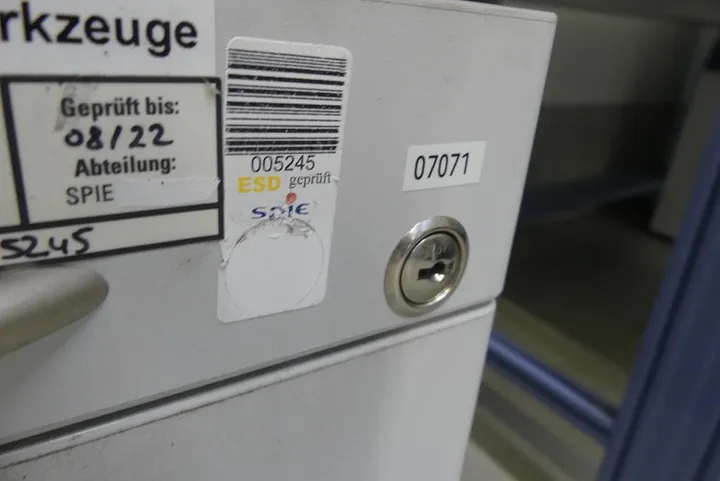 rkzeuge
Geprüft bis:
08/22
Abteilung:
SPIE
5245
005245
ESD geprüft
SPIE
07071